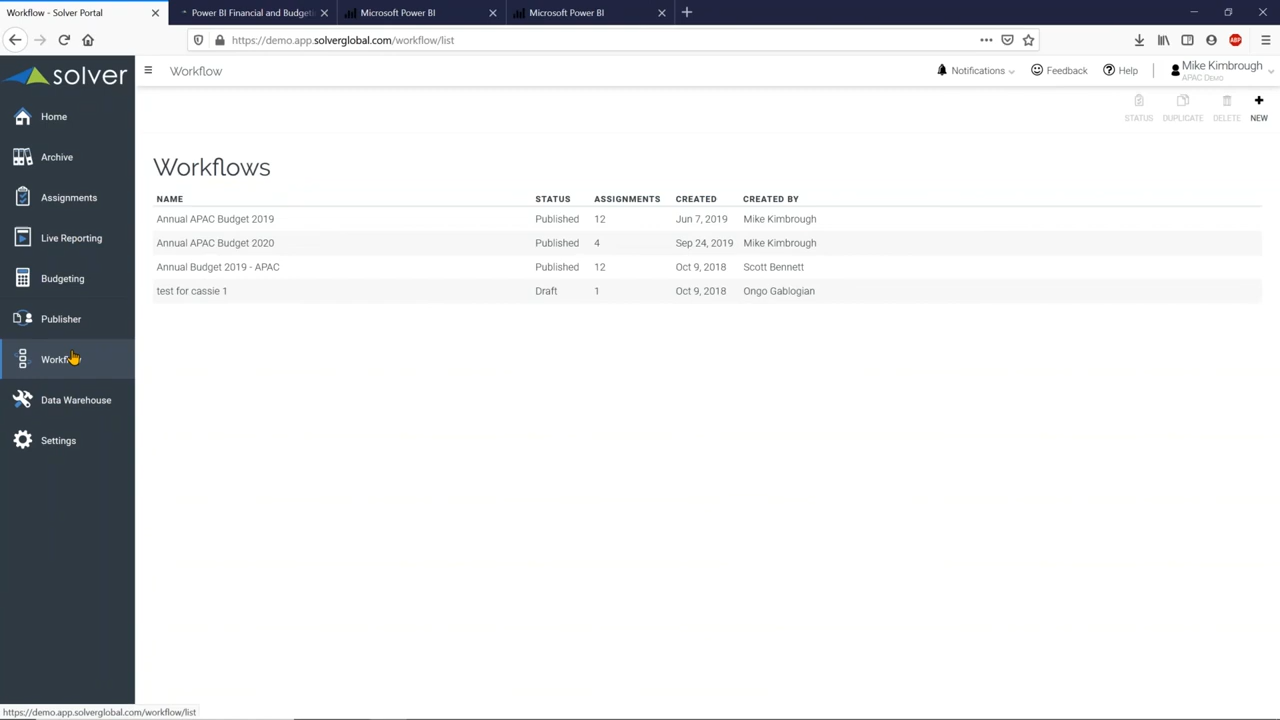 Workflow - Solver Portal
Power BI Financial and Budgeti
Microsoft Power BI
Microsoft Power BI
https://demo.app.solverglobal.com/workflow/list
solver
Workflow
Notifications
Feedback
Help
Mike Kimbrough
APAC Demo
STATUS
DUPLICATE
DELETE
NEW
Home
Archive
Assignments
Live Reporting
Budgeting
Publisher
Workfl
Data Warehouse
Settings
Workflows
NAME STATUS ASSIGNMENTS CREATED CREATED BY
Annual APAC Budget 2019 Published 12 Jun 7, 2019 Mike Kimbrough
Annual APAC Budget 2020 Published 4 Sep 24, 2019 Mike Kimbrough
Annual Budget 2019 - APAC Published 12 Oct 9, 2018 Scott Bennett
test for cassie 1 Draft 1 Oct 9, 2018 Ongo Gablogian
https://demo.app.solverglobal.com/workflow/list
ABP